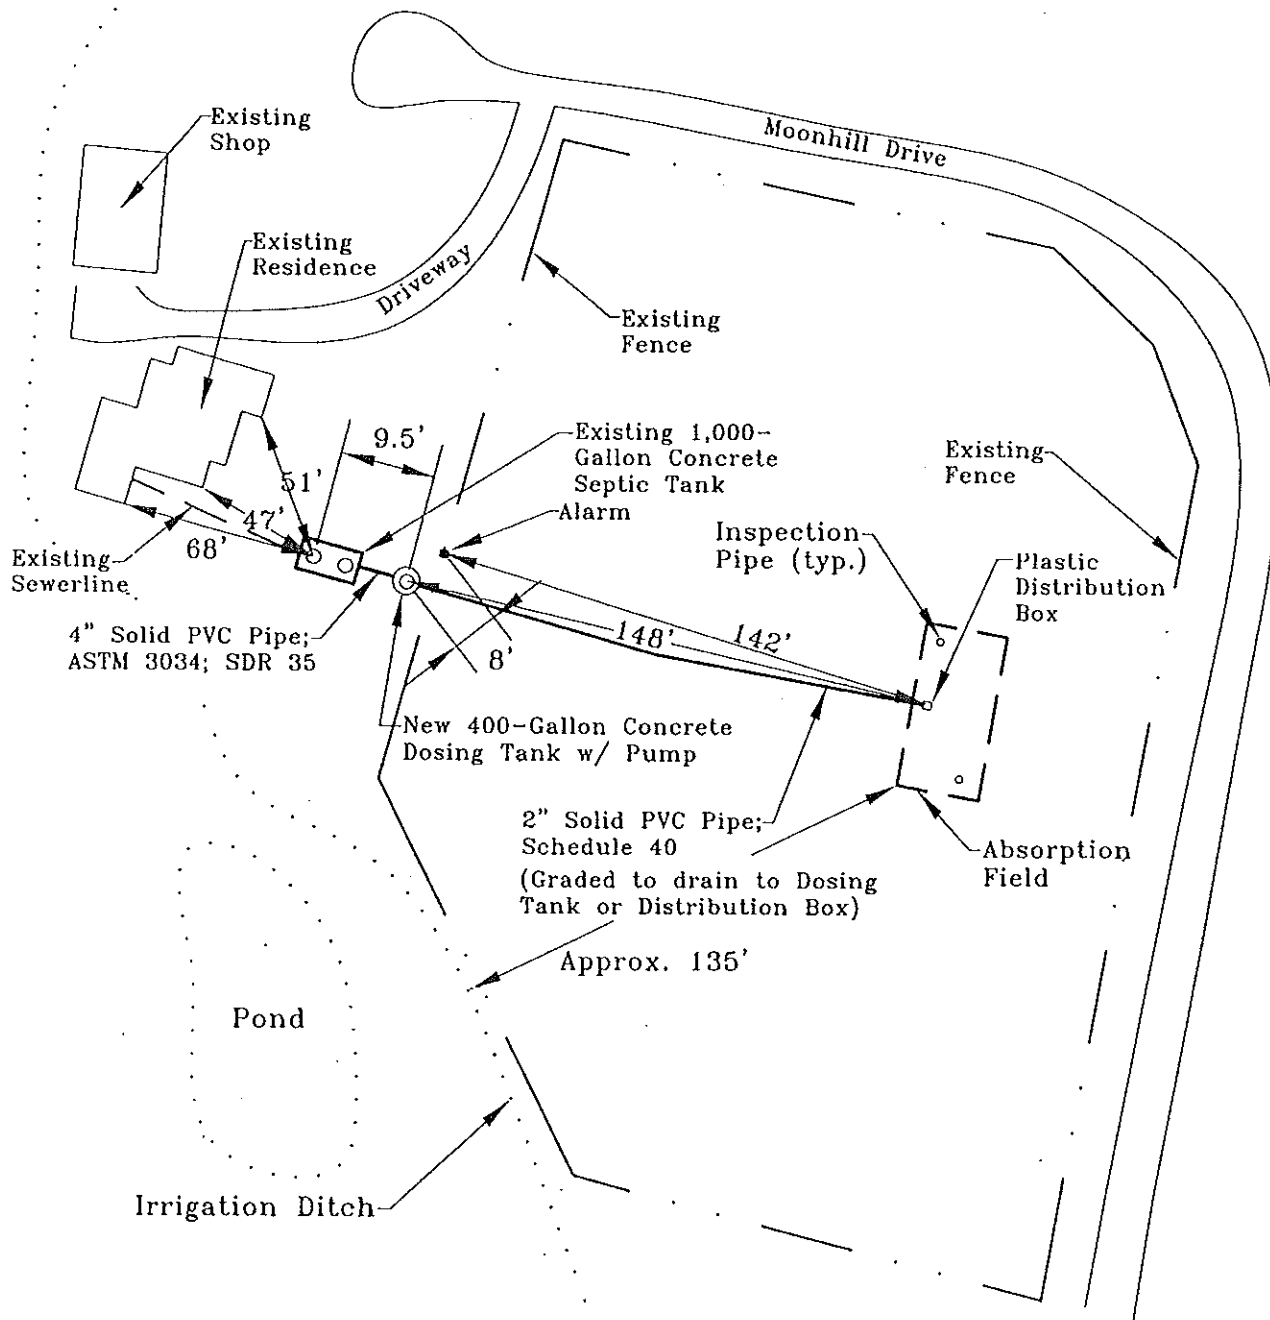 Moonhill Drive
Existing
Shop
Existing
Residence
Driveway
Existing
Fence
9.5'
Existing 1,000-
Gallon Concrete
Septic Tank
Alarm
Existing
Fence
51'
47'
68'
Existing
Sewerline
Inspection
Pipe (typ.)
Plastic
Distribution
Box
4" Solid PVC Pipe;
ASTM 3034; SDR 35
148'
142'
8'
New 400-Gallon Concrete
Dosing Tank w/ Pump
2" Solid PVC Pipe;
Schedule 40
(Graded to drain to Dosing
Tank or Distribution Box)
Absorption
Field
Approx. 135'
Pond
Irrigation Ditch